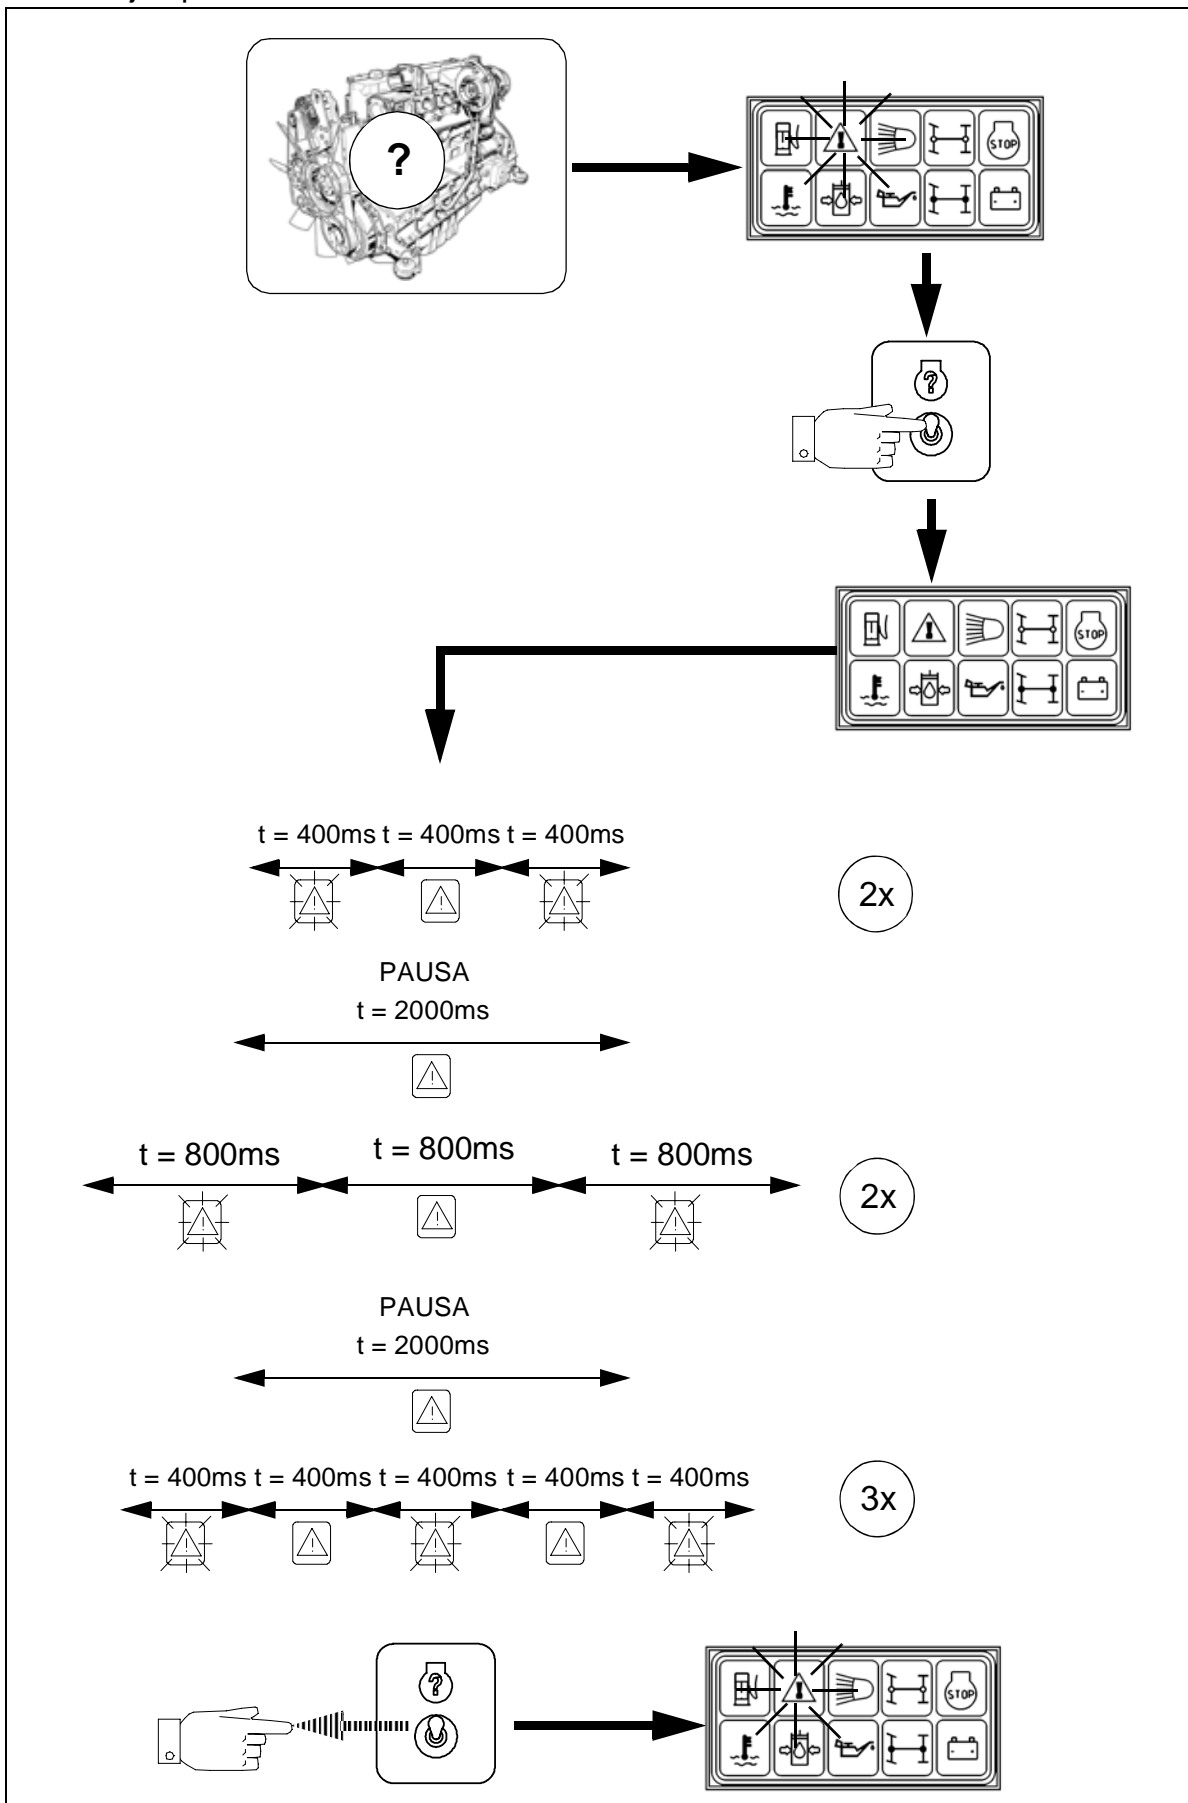 ?
STOP
?
STOP
t = 400ms t = 400ms t = 400ms
2x
PAUSA
t = 2000ms
t = 800ms t = 800ms t = 800ms
2x
PAUSA
t = 2000ms
t = 400ms t = 400ms t = 400ms t = 400ms t = 400ms
3x
?
STOP